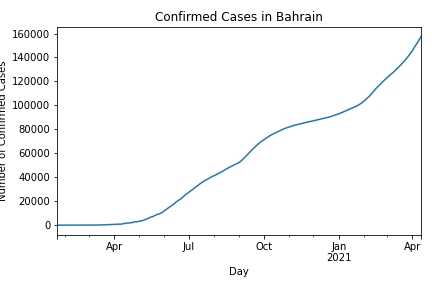 Confirmed Cases in Bahrain
Number of Confirmed Cases
160000
140000
120000
100000
80000
60000
40000
20000
0
Apr
Jul
Oct
Jan
2021
Apr
Day